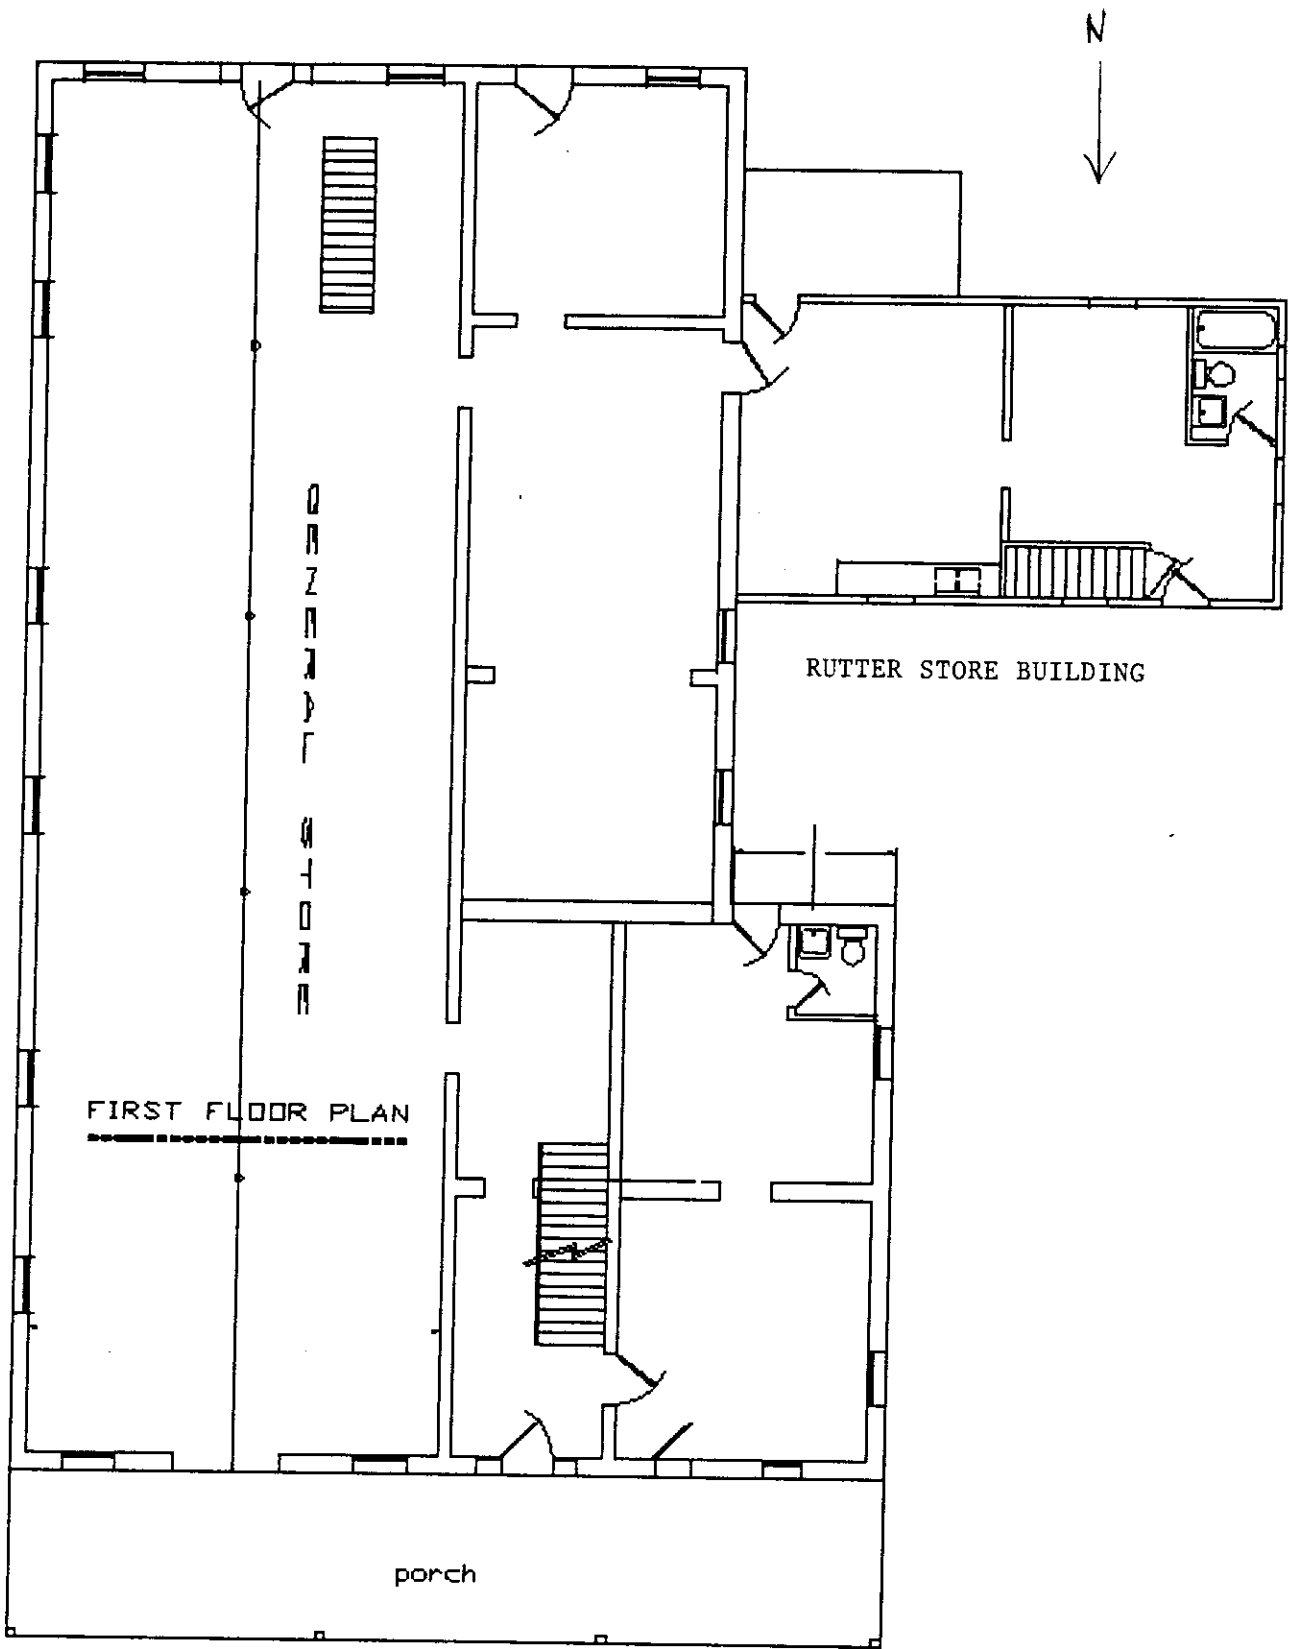 N
GENERAL STORE
RUTTER STORE BUILDING
FIRST FLOOR PLAN
porch